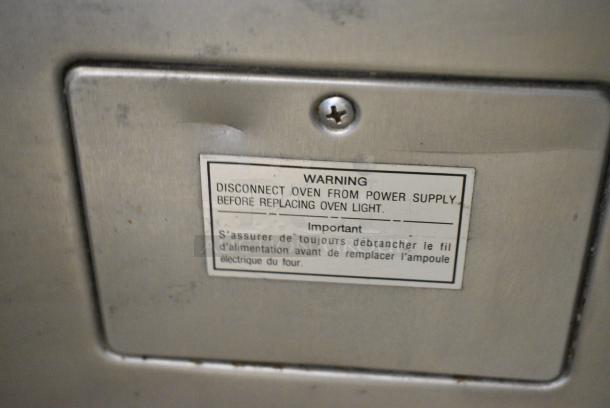 WARNING
DISCONNECT OVEN FROM POWER SUPPLY
BEFORE REPLACING OVEN LIGHT.
Important
S'assurer de toujours débrancher le fil
d'alimentation avant de remplacer l'ampoule
électrique du four.